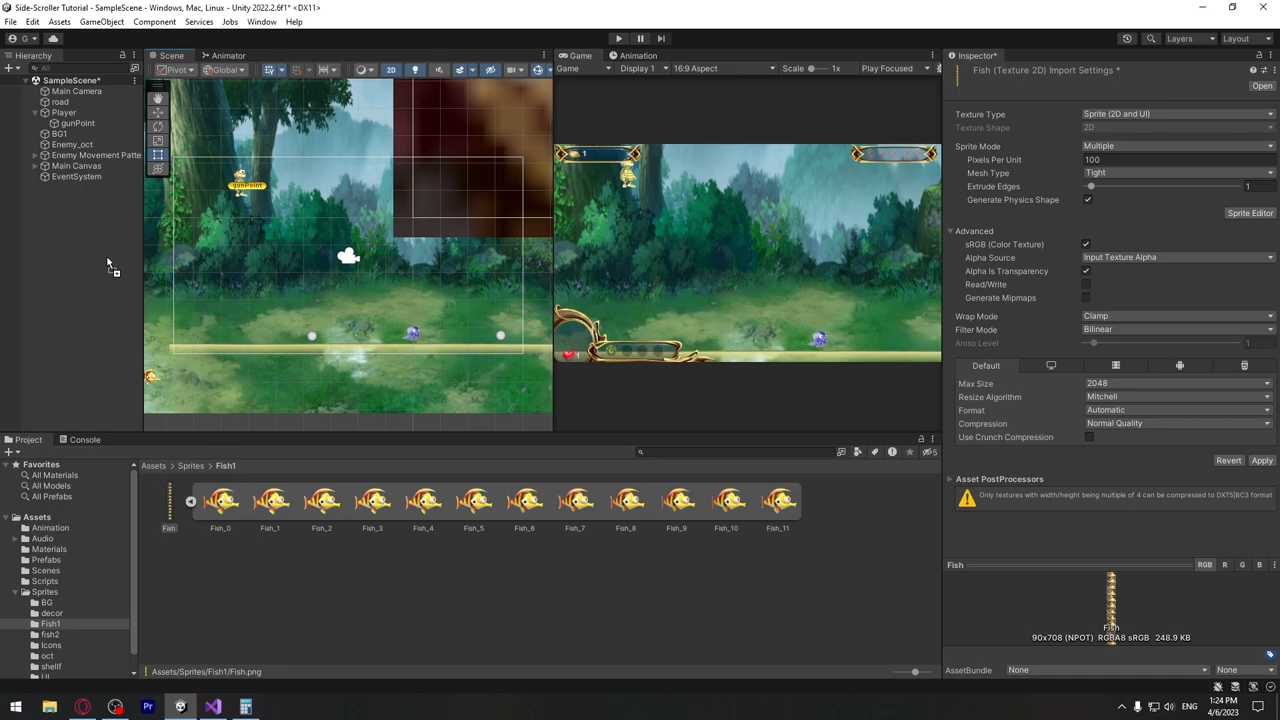 Side-Scroller Tutorial - SampleScene - Windows, Mac, Linux - Unity 2022.2.6f1* <DX11>
File Edit Assets GameObject Component Services Jobs Window Help
G Layers Layout
Hierarchy Scene Animator Game Animation Inspector*
All Pivot Global 2D Game Display 1 16:9 Aspect Scale 1x Play Focused Fish (Texture 2D) Import Settings *
Open
SampleScene*
Main Camera
road
Player
gunPoint
BG1
Enemy_oct
Enemy Movement Patte
Main Canvas
EventSystem
gunPoint
1
1
Texture Type Sprite (2D and UI)
Texture Shape 2D
Sprite Mode Multiple
Pixels Per Unit 100
Mesh Type Tight
Extrude Edges 1
Generate Physics Shape
Sprite Editor
Advanced
sRGB (Color Texture)
Alpha Source Input Texture Alpha
Alpha Is Transparency
Read/Write
Generate Mipmaps
Wrap Mode Clamp
Filter Mode Bilinear
Aniso Level 1
Default
Max Size 2048
Resize Algorithm Mitchell
Format Automatic
Compression Normal Quality
Use Crunch Compression
Revert Apply
Asset PostProcessors
Only textures with width/height being multiple of 4 can be compressed to DXT5|BC3 format
Fish RGB R G B
Fish
90x708 (NPOT) RGBA8 sRGB 248.9 KB
AssetBundle None None
Project Console
5
Favorites
All Materials
All Models
All Prefabs
Assets
Animation
Audio
Materials
Prefabs
Scenes
Scripts
Sprites
BG
decor
Fish1
fish2
Icons
oct
shellf
UI
Assets Sprites Fish1
Fish Fish_0 Fish_1 Fish_2 Fish_3 Fish_4 Fish_5 Fish_6 Fish_7 Fish_8 Fish_9 Fish_10 Fish_11
Assets/Sprites/Fish1/Fish.png
Pr
ENG
1:24 PM
4/6/2023